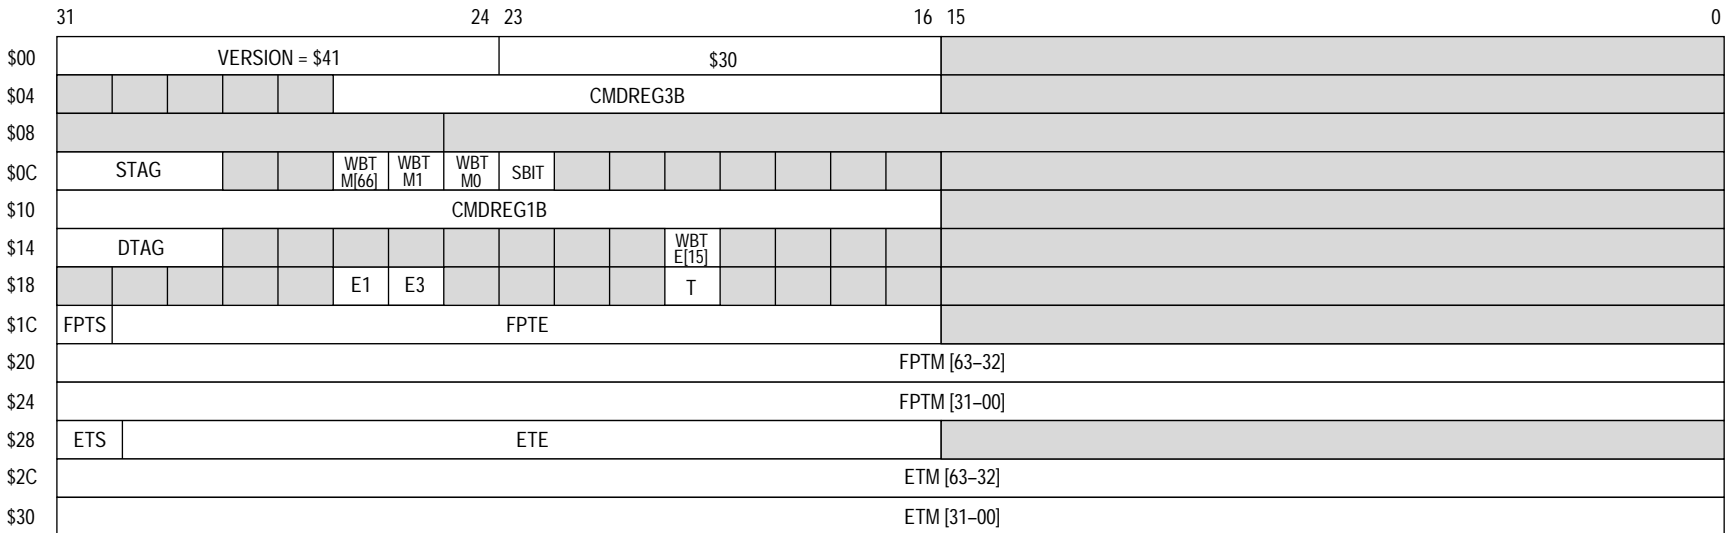 31 24 23 16 15 0
$00 VERSION = $41 $30
$04 CMDREG3B
$08
$0C STAG WBT M[66] WBT M1 WBT M0 SBIT
$10 CMDREG1B
$14 DTAG WBT E[15]
$18 E1 E3 T
$1C FPTS FPTE
$20 FPTM [63–32]
$24 FPTM [31–00]
$28 ETS ETE
$2C ETM [63–32]
$30 ETM [31–00]